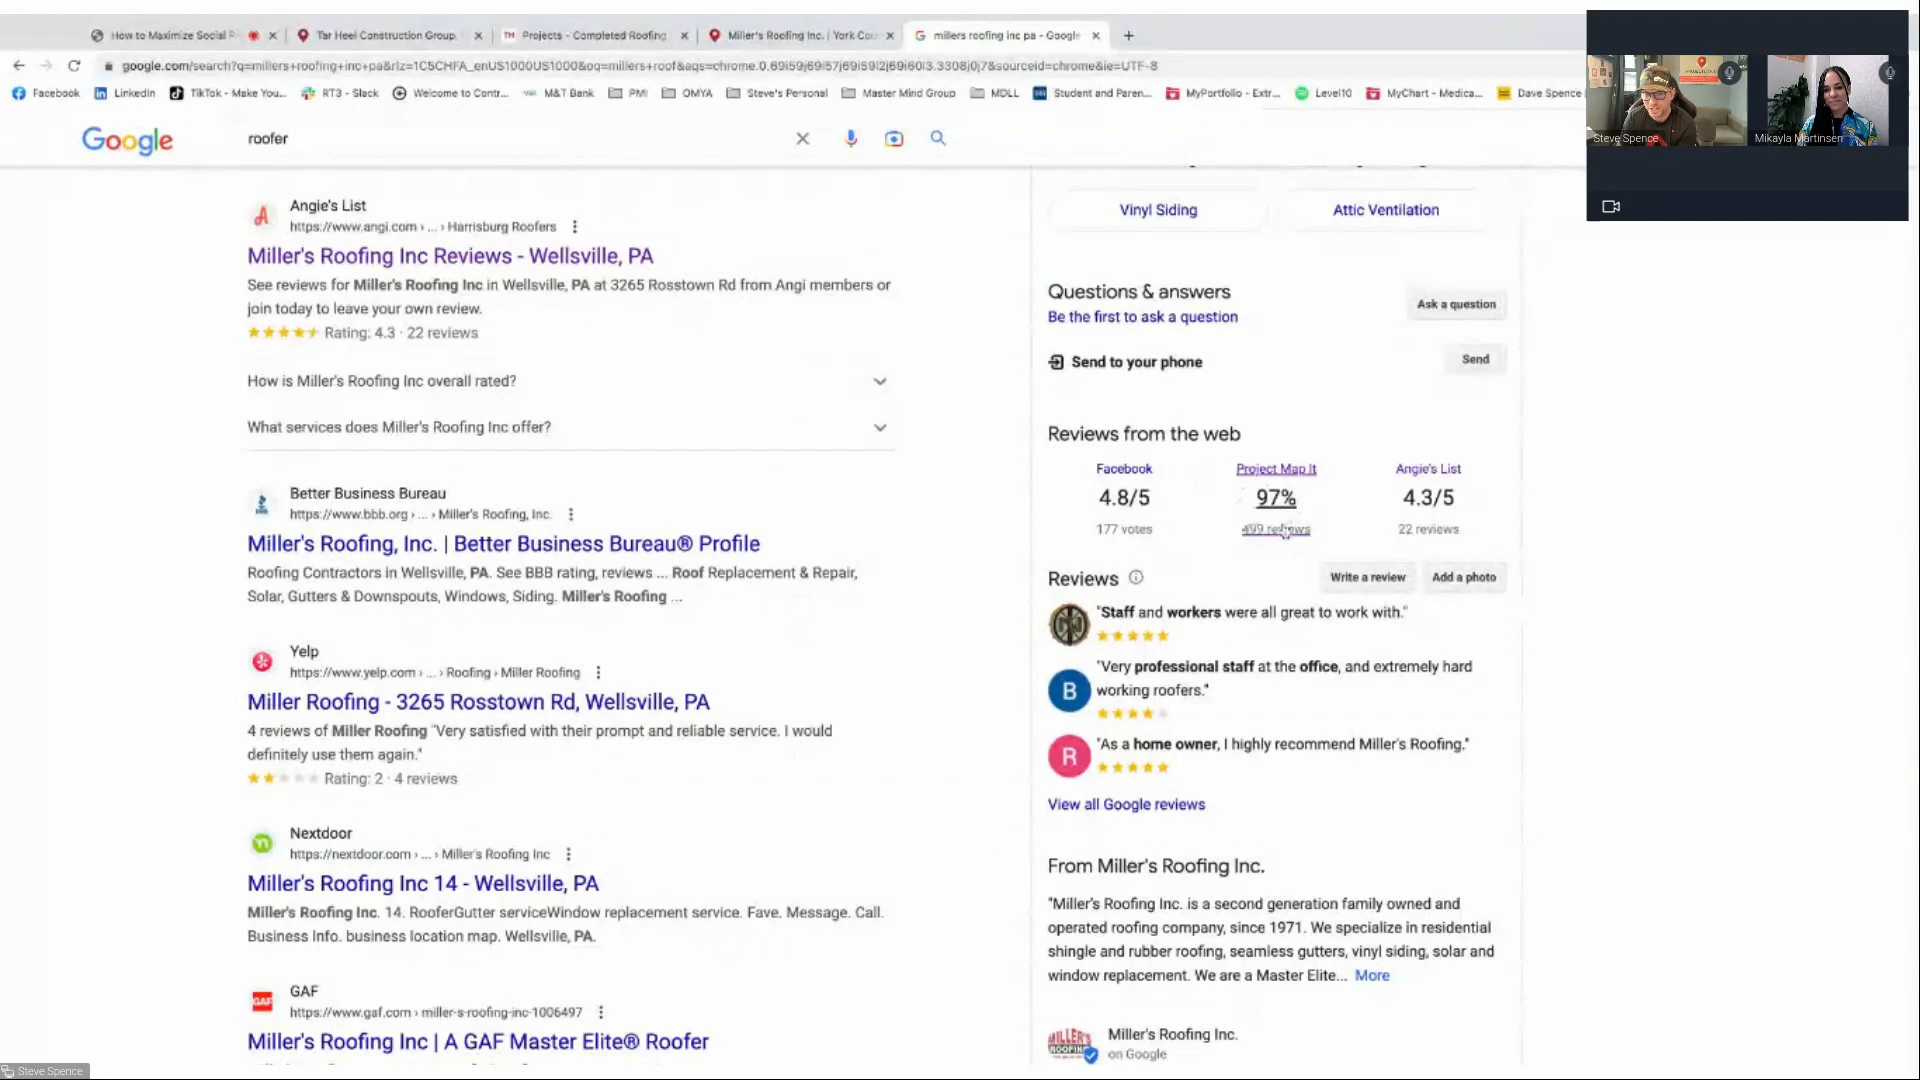 How to Maximize Social P
Tar Heel Construction Group,
TM Projects - Completed Roofing
Miller's Roofing Inc. | York Cou
millers roofing inc pa - Google
google.com/search?q=millers+roofing+inc+pa&rlz=1C5CHFA_enUS1000US1000&oq=millers+roof&aqs=chrome.0.69i59j69i57j69i59l2j69i60l3.3308j0j7&sourceid=chrome&ie=UTF-8
Facebook
LinkedIn
TikTok - Make You...
RT3 - Slack
Welcome to Contr...
M&T Bank
PMI
OMYA
Steve's Personal
Master Mind Group
MDLL
Student and Paren...
MyPortfolio - Extr...
Level10
MyChart - Medica...
Dave Spence
Steve Spence
Mikayla Martinsen
Google
roofer
Angie's List
https://www.angi.com › ... › Harrisburg Roofers
Miller's Roofing Inc Reviews - Wellsville, PA
See reviews for Miller's Roofing Inc in Wellsville, PA at 3265 Rosstown Rd from Angi members or
join today to leave your own review.
Rating: 4.3 · 22 reviews
How is Miller's Roofing Inc overall rated?
What services does Miller's Roofing Inc offer?
Better Business Bureau
https://www.bbb.org › ... › Miller's Roofing, Inc.
Miller's Roofing, Inc. | Better Business Bureau® Profile
Roofing Contractors in Wellsville, PA. See BBB rating, reviews ... Roof Replacement & Repair,
Solar, Gutters & Downspouts, Windows, Siding. Miller's Roofing ...
Yelp
https://www.yelp.com › ... › Roofing › Miller Roofing
Miller Roofing - 3265 Rosstown Rd, Wellsville, PA
4 reviews of Miller Roofing "Very satisfied with their prompt and reliable service. I would
definitely use them again."
Rating: 2 · 4 reviews
Nextdoor
https://nextdoor.com › ... › Miller's Roofing Inc
Miller's Roofing Inc 14 - Wellsville, PA
Miller's Roofing Inc. 14. RooferGutter serviceWindow replacement service. Fave. Message. Call.
Business Info. business location map. Wellsville, PA.
GAF
GAF
https://www.gaf.com › miller-s-roofing-inc-1006497
Miller's Roofing Inc | A GAF Master Elite® Roofer
Vinyl Siding
Attic Ventilation
Questions & answers
Be the first to ask a question
Ask a question
Send to your phone
Send
Reviews from the web
Facebook
4.8/5
177 votes
Project Map It
97%
499 reviews
Angie's List
4.3/5
22 reviews
Reviews
Write a review
Add a photo
"Staff and workers were all great to work with."
B
"Very professional staff at the office, and extremely hard
working roofers."
R
"As a home owner, I highly recommend Miller's Roofing."
View all Google reviews
From Miller's Roofing Inc.
"Miller's Roofing Inc. is a second generation family owned and
operated roofing company, since 1971. We specialize in residential
shingle and rubber roofing, seamless gutters, vinyl siding, solar and
window replacement. We are a Master Elite... More
MILLER'S
ROOFING
Miller's Roofing Inc.
on Google
Steve Spence